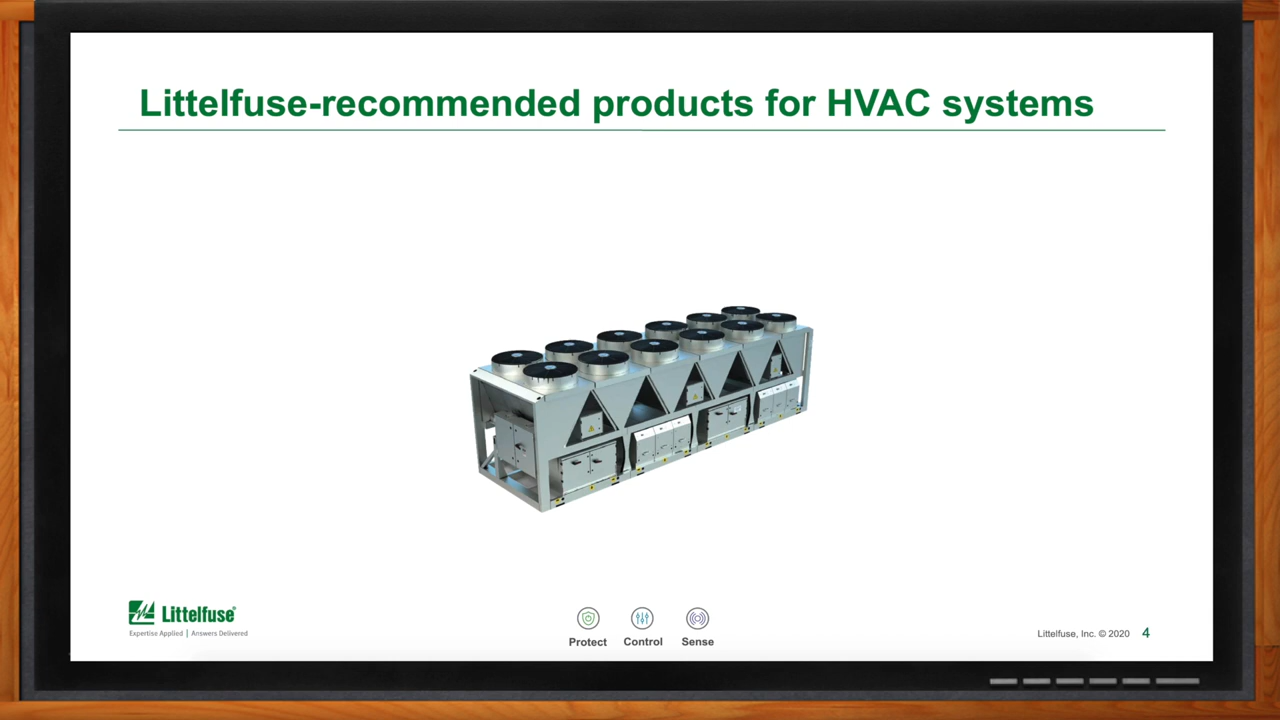 Littelfuse-recommended products for HVAC systems
Littelfuse®
Expertise Applied | Answers Delivered
Protect Control Sense
Littelfuse, Inc. © 2020 4